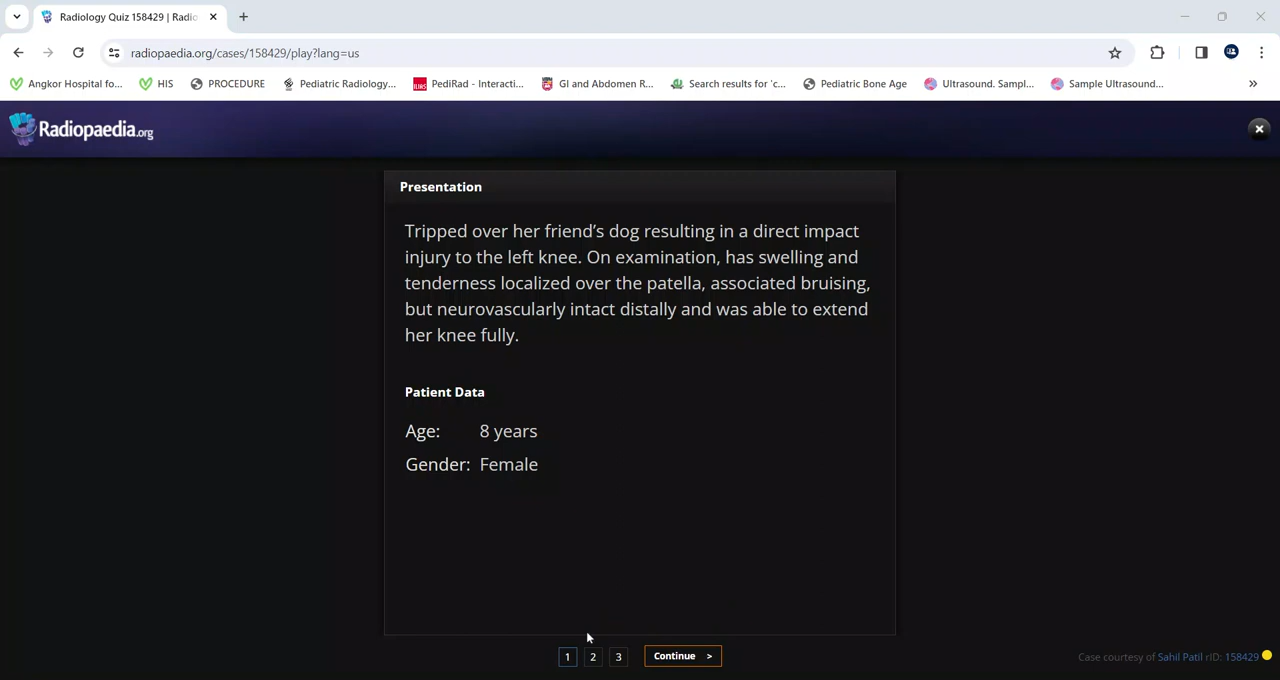 Radiology Quiz 158429 | Radio
radiopaedia.org/cases/158429/play?lang=us
Angkor Hospital fo... HIS PROCEDURE Pediatric Radiology... IURS PediRad - Interacti... GI and Abdomen R... Search results for 'c... Pediatric Bone Age Ultrasound. Sampl... Sample Ultrasound... »
Radiopaedia.org
Presentation
Tripped over her friend’s dog resulting in a direct impact
injury to the left knee. On examination, has swelling and
tenderness localized over the patella, associated bruising,
but neurovascularly intact distally and was able to extend
her knee fully.
Patient Data
Age: 8 years
Gender: Female
1 2 3 Continue >
Case courtesy of Sahil Patil rID: 158429